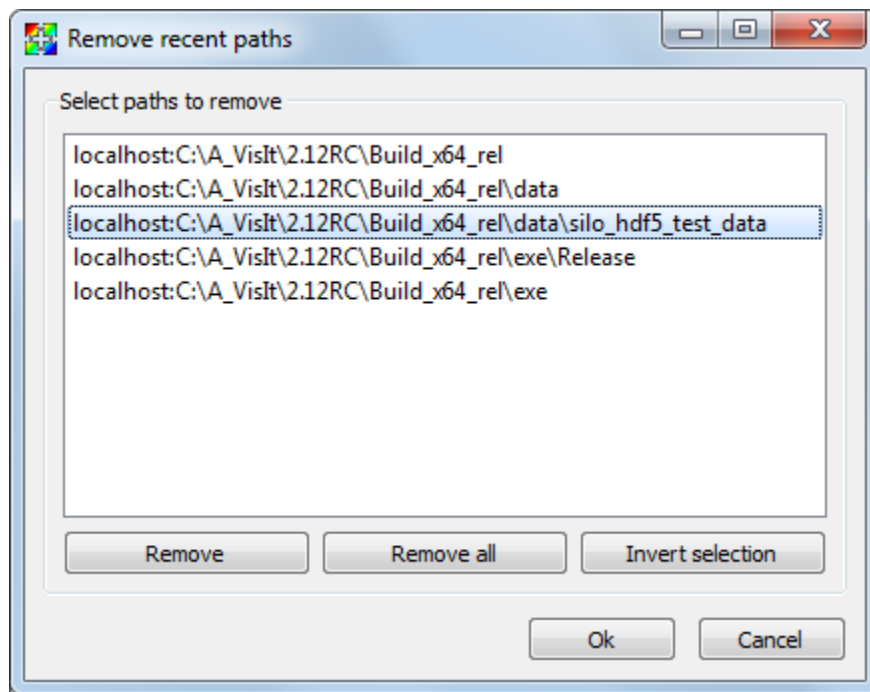 Remove recent paths
Select paths to remove
localhost:C:\A_VisIt\2.12RC\Build_x64_rel
localhost:C:\A_VisIt\2.12RC\Build_x64_rel\data
localhost:C:\A_VisIt\2.12RC\Build_x64_rel\data\silo_hdf5_test_data
localhost:C:\A_VisIt\2.12RC\Build_x64_rel\exe\Release
localhost:C:\A_VisIt\2.12RC\Build_x64_rel\exe
Remove Remove all Invert selection
Ok Cancel